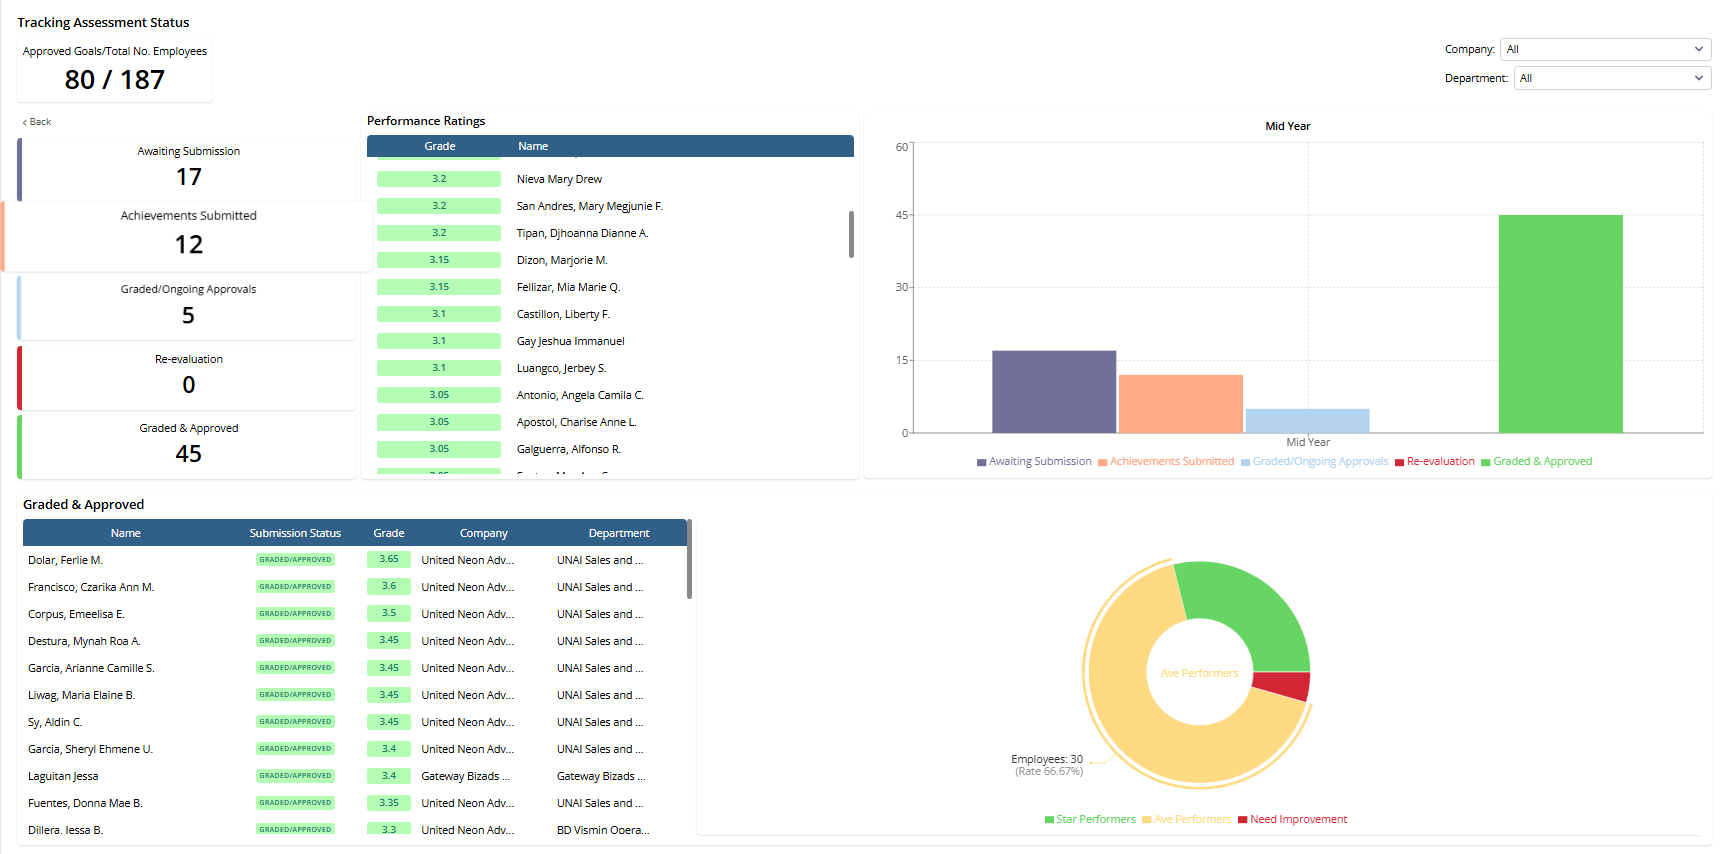 Tracking Assessment Status
Approved Goals/Total No. Employees
80 / 187
Company: All
Department: All
Back
Awaiting Submission
17
Achievements Submitted
12
Graded/Ongoing Approvals
5
Re-evaluation
0
Graded & Approved
45
Performance Ratings
Grade Name
3.2 Nieva Mary Drew
3.2 San Andres, Mary Megjunie F.
3.2 Tipan, Djhoanna Dianne A.
3.15 Dizon, Marjorie M.
3.15 Fellizar, Mia Marie Q.
3.1 Castillon, Liberty F.
3.1 Gay Jeshua Immanuel
3.1 Luangco, Jerbey S.
3.05 Antonio, Angela Camila C.
3.05 Apostol, Charise Anne L.
3.05 Galguerra, Alfonso R.
Mid Year
60
45
30
15
0
Mid Year
Awaiting Submission Achievements Submitted Graded/Ongoing Approvals Re-evaluation Graded & Approved
Graded & Approved
Name Submission Status Grade Company Department
Dolar, Ferlie M. GRADED/APPROVED 3.65 United Neon Adv... UNAI Sales and ...
Francisco, Czarika Ann M. GRADED/APPROVED 3.6 United Neon Adv... UNAI Sales and ...
Corpus, Emeelisa E. GRADED/APPROVED 3.5 United Neon Adv... UNAI Sales and ...
Destura, Mynah Roa A. GRADED/APPROVED 3.45 United Neon Adv... UNAI Sales and ...
Garcia, Arianne Camille S. GRADED/APPROVED 3.45 United Neon Adv... UNAI Sales and ...
Liwag, Maria Elaine B. GRADED/APPROVED 3.45 United Neon Adv... UNAI Sales and ...
Sy, Aldin C. GRADED/APPROVED 3.45 United Neon Adv... UNAI Sales and ...
Garcia, Sheryl Ehmene U. GRADED/APPROVED 3.4 United Neon Adv... UNAI Sales and ...
Laguitan Jessa GRADED/APPROVED 3.4 Gateway Bizads ... Gateway Bizads ...
Fuentes, Donna Mae B. GRADED/APPROVED 3.35 United Neon Adv... UNAI Sales and ...
Dillera, Jessa B. GRADED/APPROVED 3.3 United Neon Adv... BD Vismin Opera...
Ave Performers
Employees: 30
(Rate 66.67%)
Star Performers Ave Performers Need Improvement